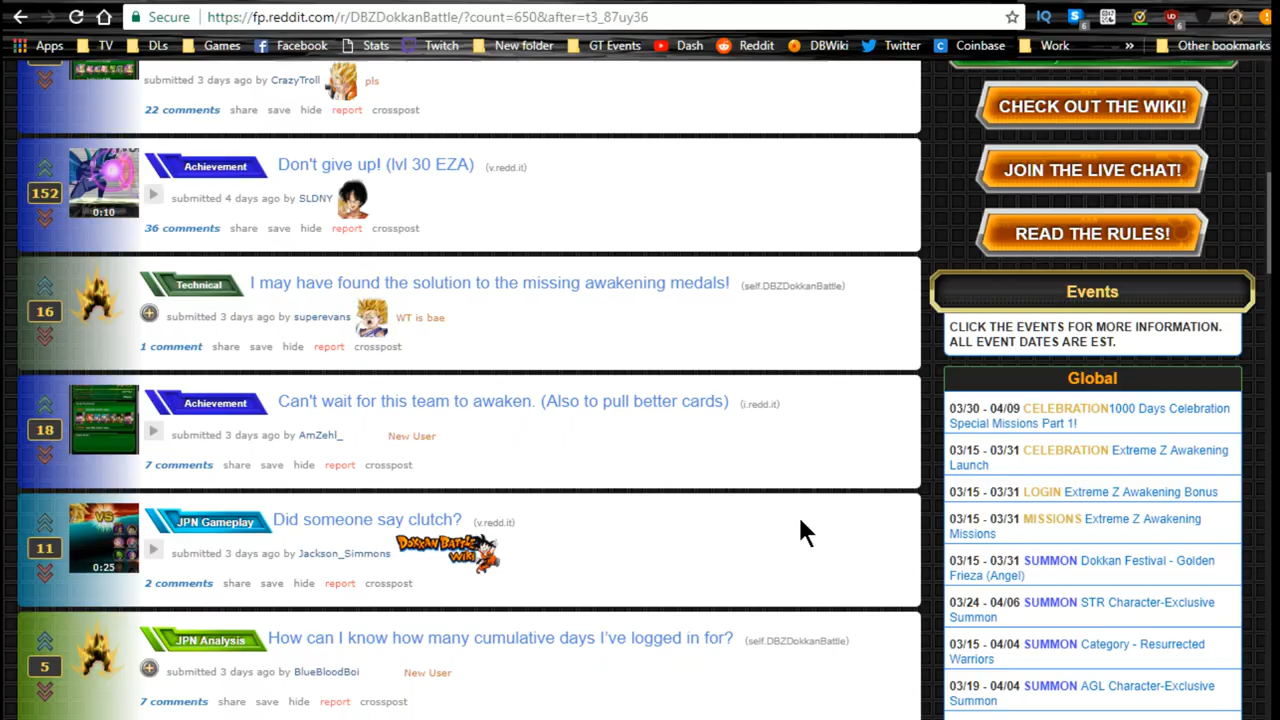 Secure
https://fp.reddit.com/r/DBZDokkanBattle/?count=650&after=t3_87uy36
Apps TV DLs Games Facebook Stats Twitch New folder GT Events Dash Reddit DBWiki Twitter Coinbase Work » Other bookmarks
submitted 3 days ago by CrazyTroll pls
22 comments share save hide report crosspost
152
0:10
Achievement Don't give up! (lvl 30 EZA) (v.redd.it)
submitted 4 days ago by SLDNY
36 comments share save hide report crosspost
16
Technical I may have found the solution to the missing awakening medals! (self.DBZDokkanBattle)
submitted 3 days ago by superevans WT is bae
1 comment share save hide report crosspost
18
Achievement Can't wait for this team to awaken. (Also to pull better cards) (i.redd.it)
submitted 3 days ago by AmZehl_ New User
7 comments share save hide report crosspost
11
VS
0:25
JPN Gameplay Did someone say clutch? (v.redd.it)
submitted 3 days ago by Jackson_Simmons DOKKAN BATTLE WIKI
2 comments share save hide report crosspost
5
JPN Analysis How can I know how many cumulative days I've logged in for? (self.DBZDokkanBattle)
submitted 3 days ago by BlueBloodBoi New User
7 comments share save hide report crosspost
CHECK OUT THE WIKI!
JOIN THE LIVE CHAT!
READ THE RULES!
Events
CLICK THE EVENTS FOR MORE INFORMATION.
ALL EVENT DATES ARE EST.
Global
03/30 - 04/09 CELEBRATION1000 Days Celebration
Special Missions Part 1!
03/15 - 03/31 CELEBRATION Extreme Z Awakening
Launch
03/15 - 03/31 LOGIN Extreme Z Awakening Bonus
03/15 - 03/31 MISSIONS Extreme Z Awakening
Missions
03/15 - 03/31 SUMMON Dokkan Festival - Golden
Frieza (Angel)
03/24 - 04/06 SUMMON STR Character-Exclusive
Summon
03/15 - 04/04 SUMMON Category - Resurrected
Warriors
03/19 - 04/04 SUMMON AGL Character-Exclusive
Summon